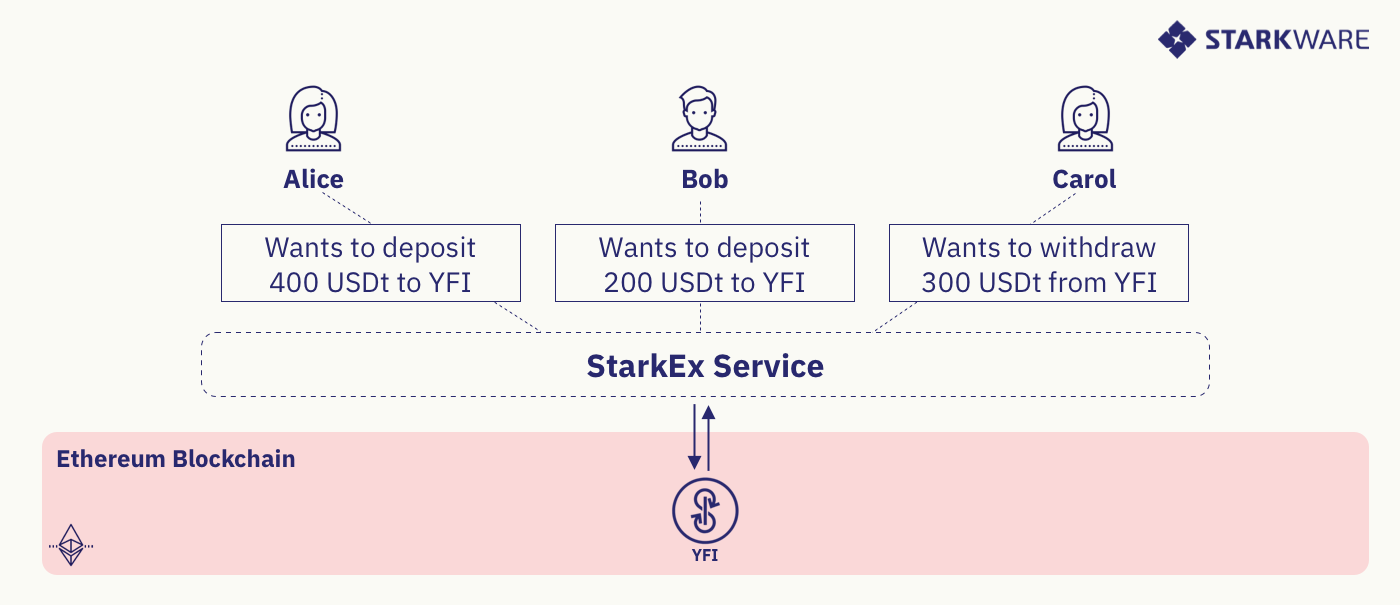 STARKWARE
Alice
Bob
Carol
Wants to deposit
400 USDt to YFI
Wants to deposit
200 USDt to YFI
Wants to withdraw
300 USDt from YFI
StarkEx Service
Ethereum Blockchain
YFI